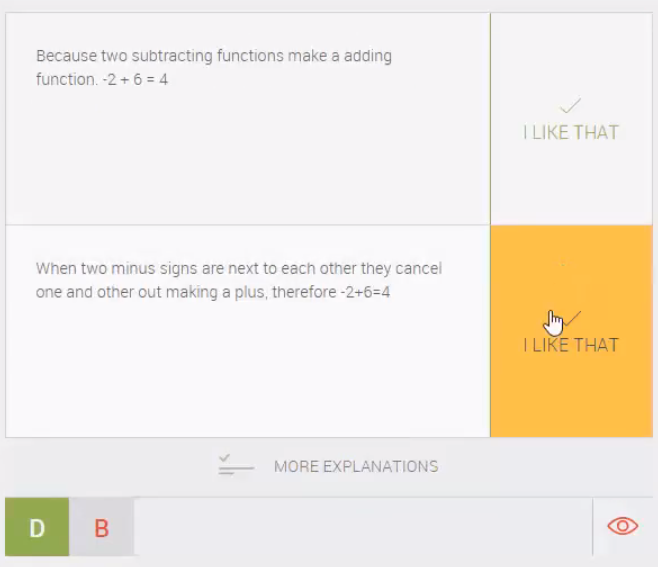 Because two subtracting functions make a adding
function. -2 + 6 = 4
I LIKE THAT
When two minus signs are next to each other they cancel
one and other out making a plus, therefore -2+6=4
I LIKE THAT
MORE EXPLANATIONS
D B